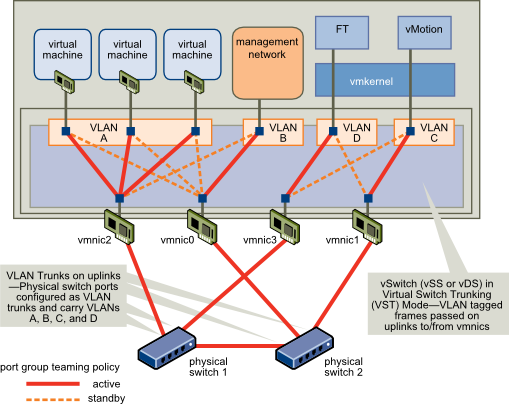 virtual
machine
virtual
machine
virtual
machine
management
network
FT
vMotion
vmkernel
VLAN
A
VLAN
B
VLAN
D
VLAN
C
vmnic2
vmnic0
vmnic3
vmnic1
VLAN Trunks on uplinks
—Physical switch ports
configured as VLAN
trunks and carry VLANs
A, B, C, and D
vSwitch (vSS or vDS) in
Virtual Switch Trunking
(VST) Mode—VLAN tagged
frames passed on
uplinks to/from vmnics
physical
switch 1
physical
switch 2
port group teaming policy
active
standby